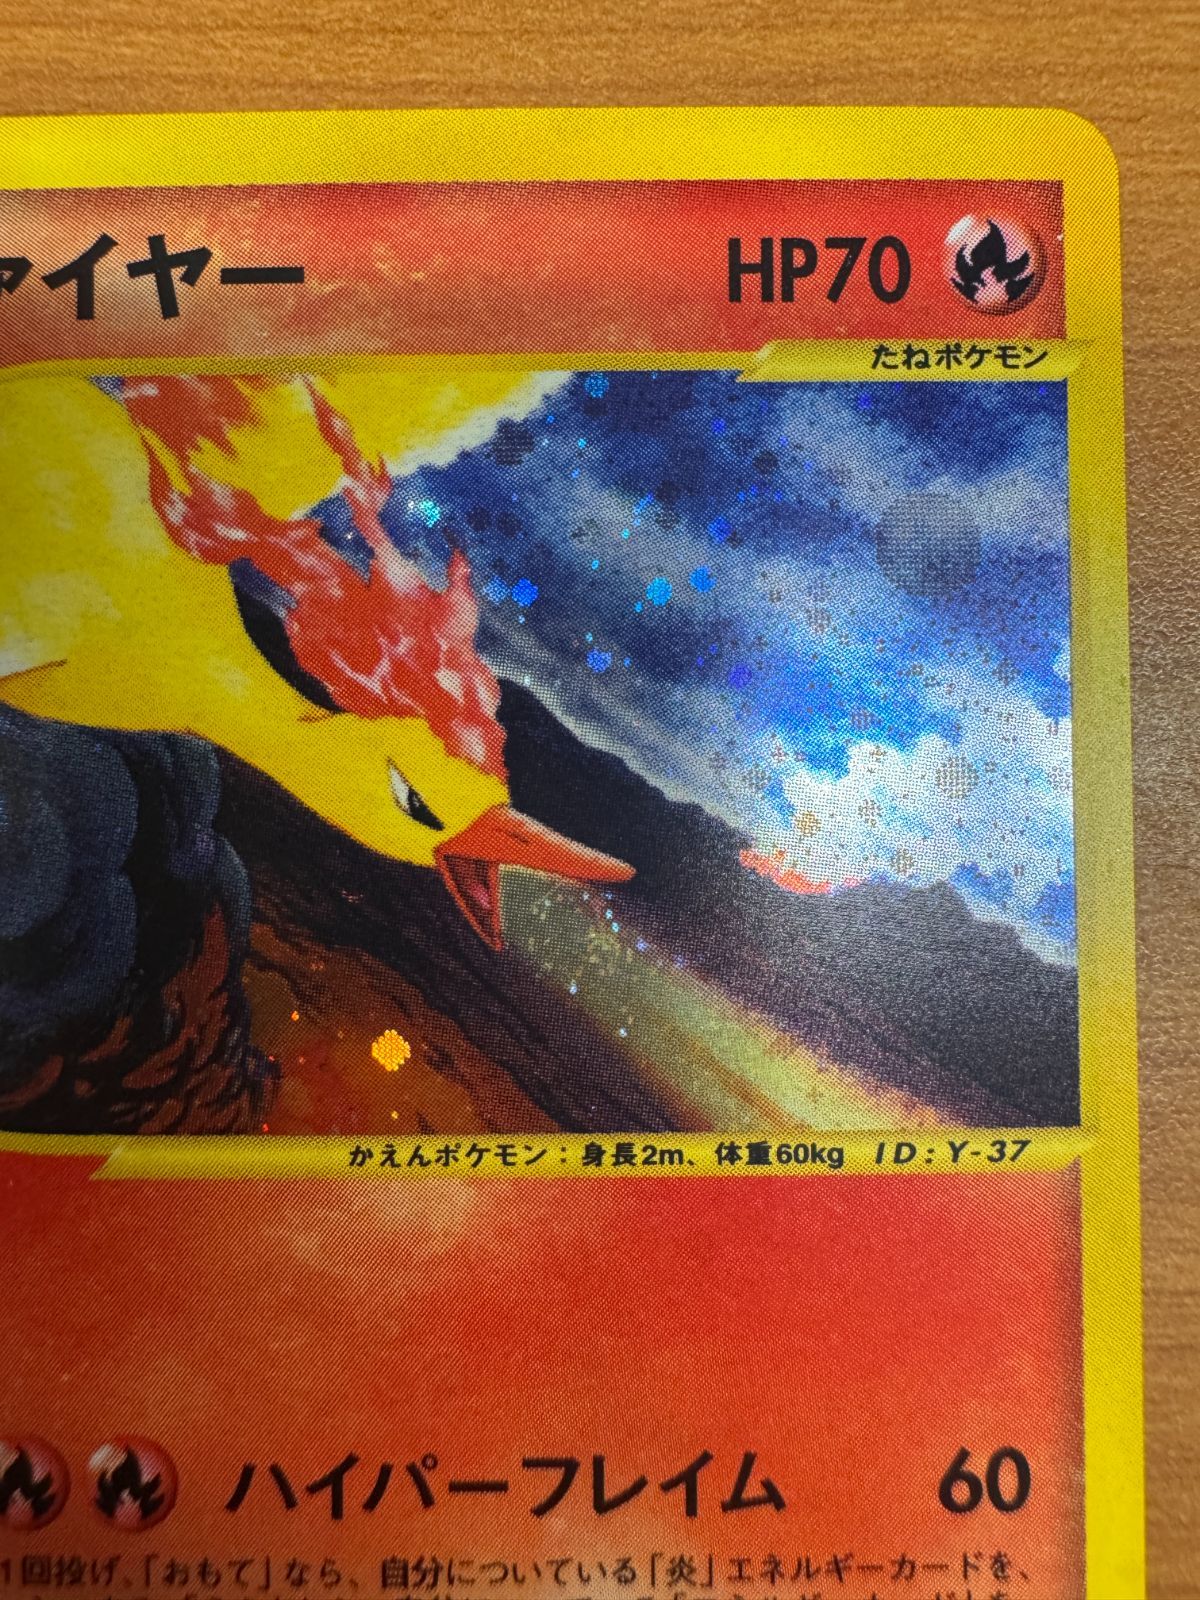 ァイヤー HP70
たねポケモン
かえんポケモン：身長2m、体重60kg ID:Y-37
ハイパーフレイム 60
1回投げ、「おもて」なら、自分についている「炎」エネルギーカードを、